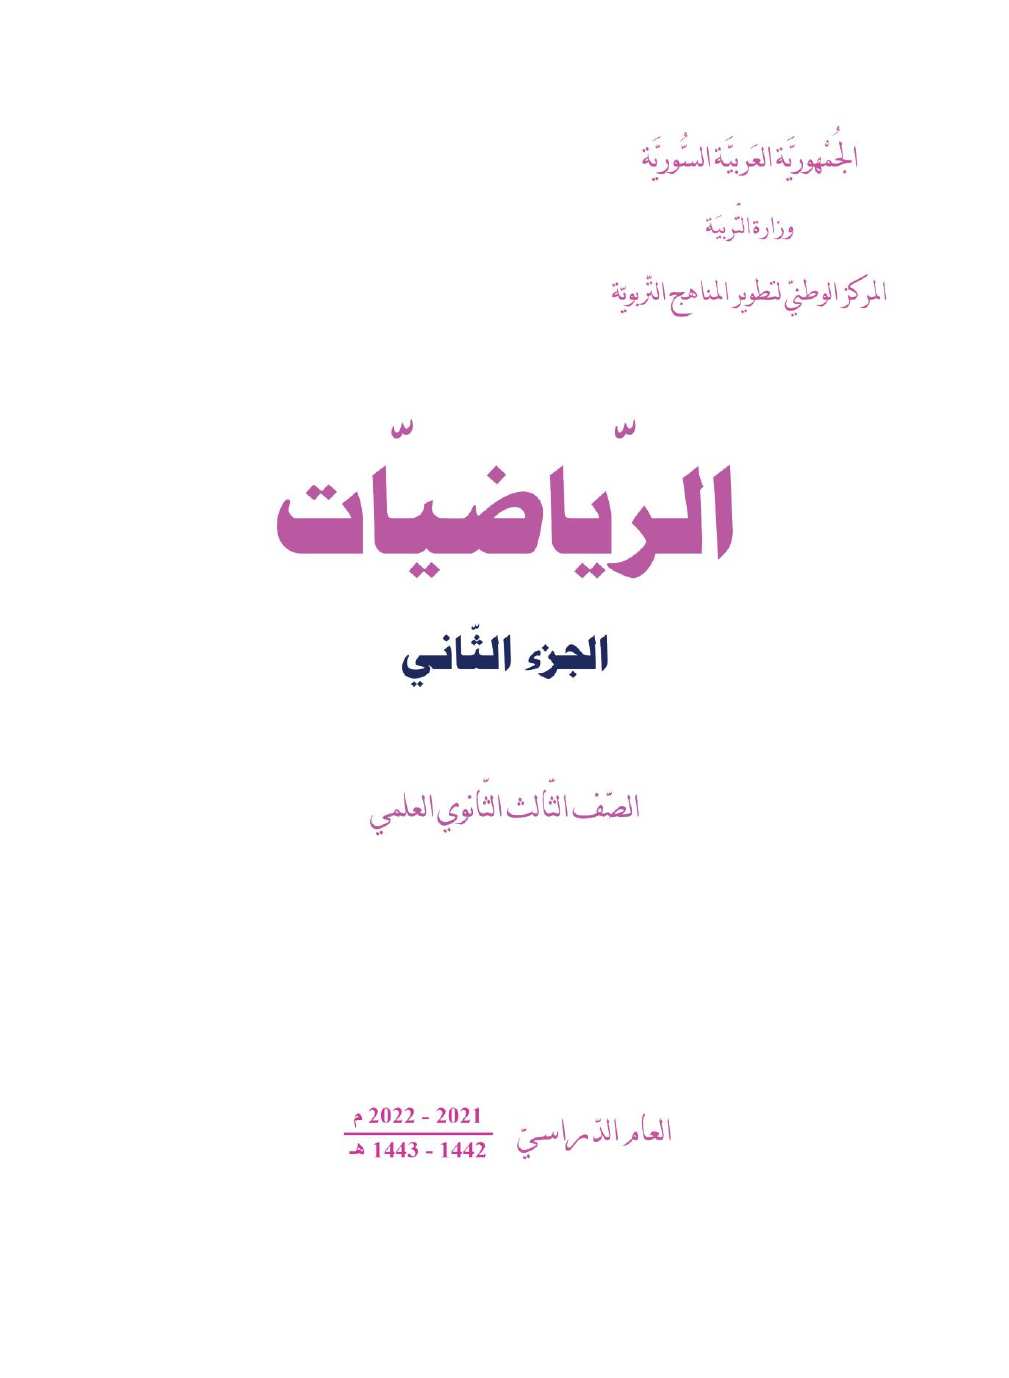 الجُمْهوريَّة العَربيَّة السُّوريَّة
وزارة التّربيَة
المركز الوطنيّ لتطوير المناهج التّربويّة
الرّياضيّات
الجزء الثّاني
الصّف الثّالث الثّانوي العلمي
العام الدّراسيّ
2021 - 2022 م
1442 - 1443 هـ